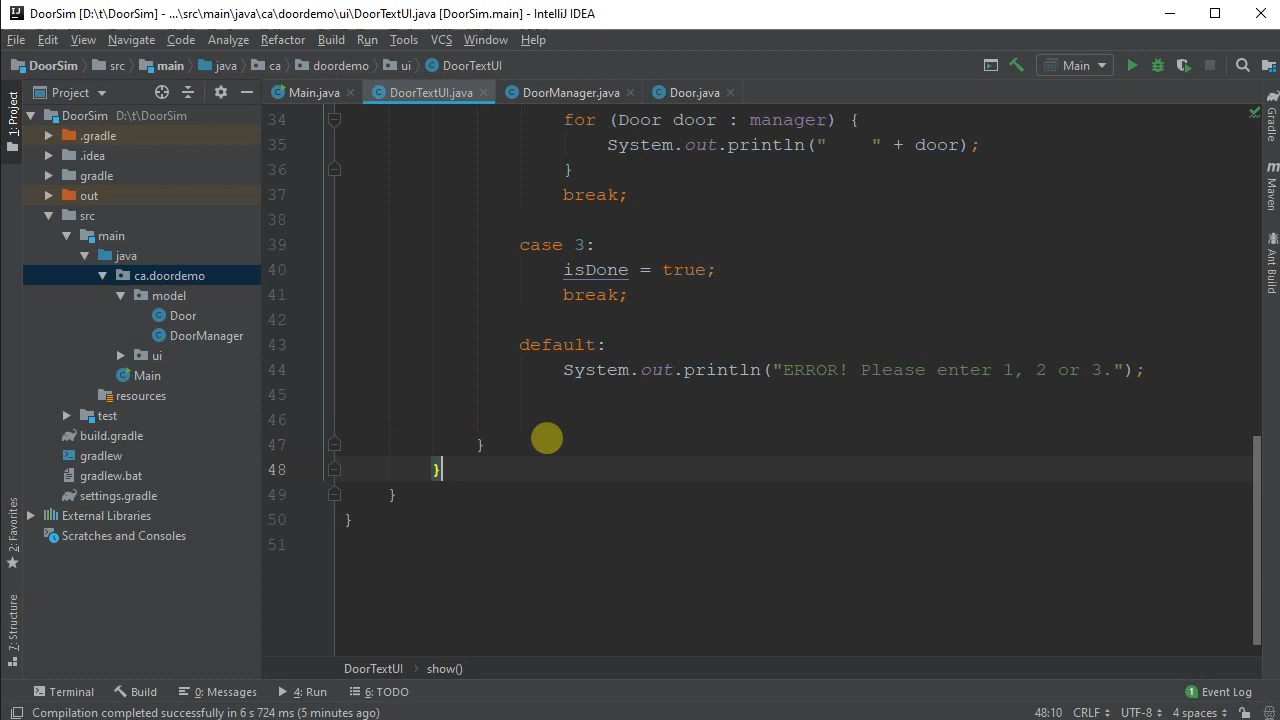 DoorSim [D:\t\DoorSim] - ...\src\main\java\ca\doordemo\ui\DoorTextUI.java [DoorSim.main] - IntelliJ IDEA
File Edit View Navigate Code Analyze Refactor Build Run Tools VCS Window Help
DoorSim src main java ca doordemo ui DoorTextUI Main
Project Main.java DoorTextUI.java DoorManager.java Door.java
1: Project
DoorSim D:\t\DoorSim
.gradle
.idea
gradle
out
src
main
java
ca.doordemo
model
Door
DoorManager
ui
Main
resources
test
build.gradle
gradlew
gradlew.bat
settings.gradle
External Libraries
Scratches and Consoles
2: Favorites
7: Structure
34 for (Door door : manager) {
35 System.out.println("    " + door);
36 }
37 break;
38
39 case 3:
40 isDone = true;
41 break;
42
43 default:
44 System.out.println("ERROR! Please enter 1, 2 or 3.");
45
46
47 }
48 }
49 }
50 }
51
Gradle
Maven
Ant Build
DoorTextUI show()
Terminal Build 0: Messages 4: Run 6: TODO 1 Event Log
Compilation completed successfully in 6 s 724 ms (5 minutes ago) 48:10 CRLF UTF-8 4 spaces